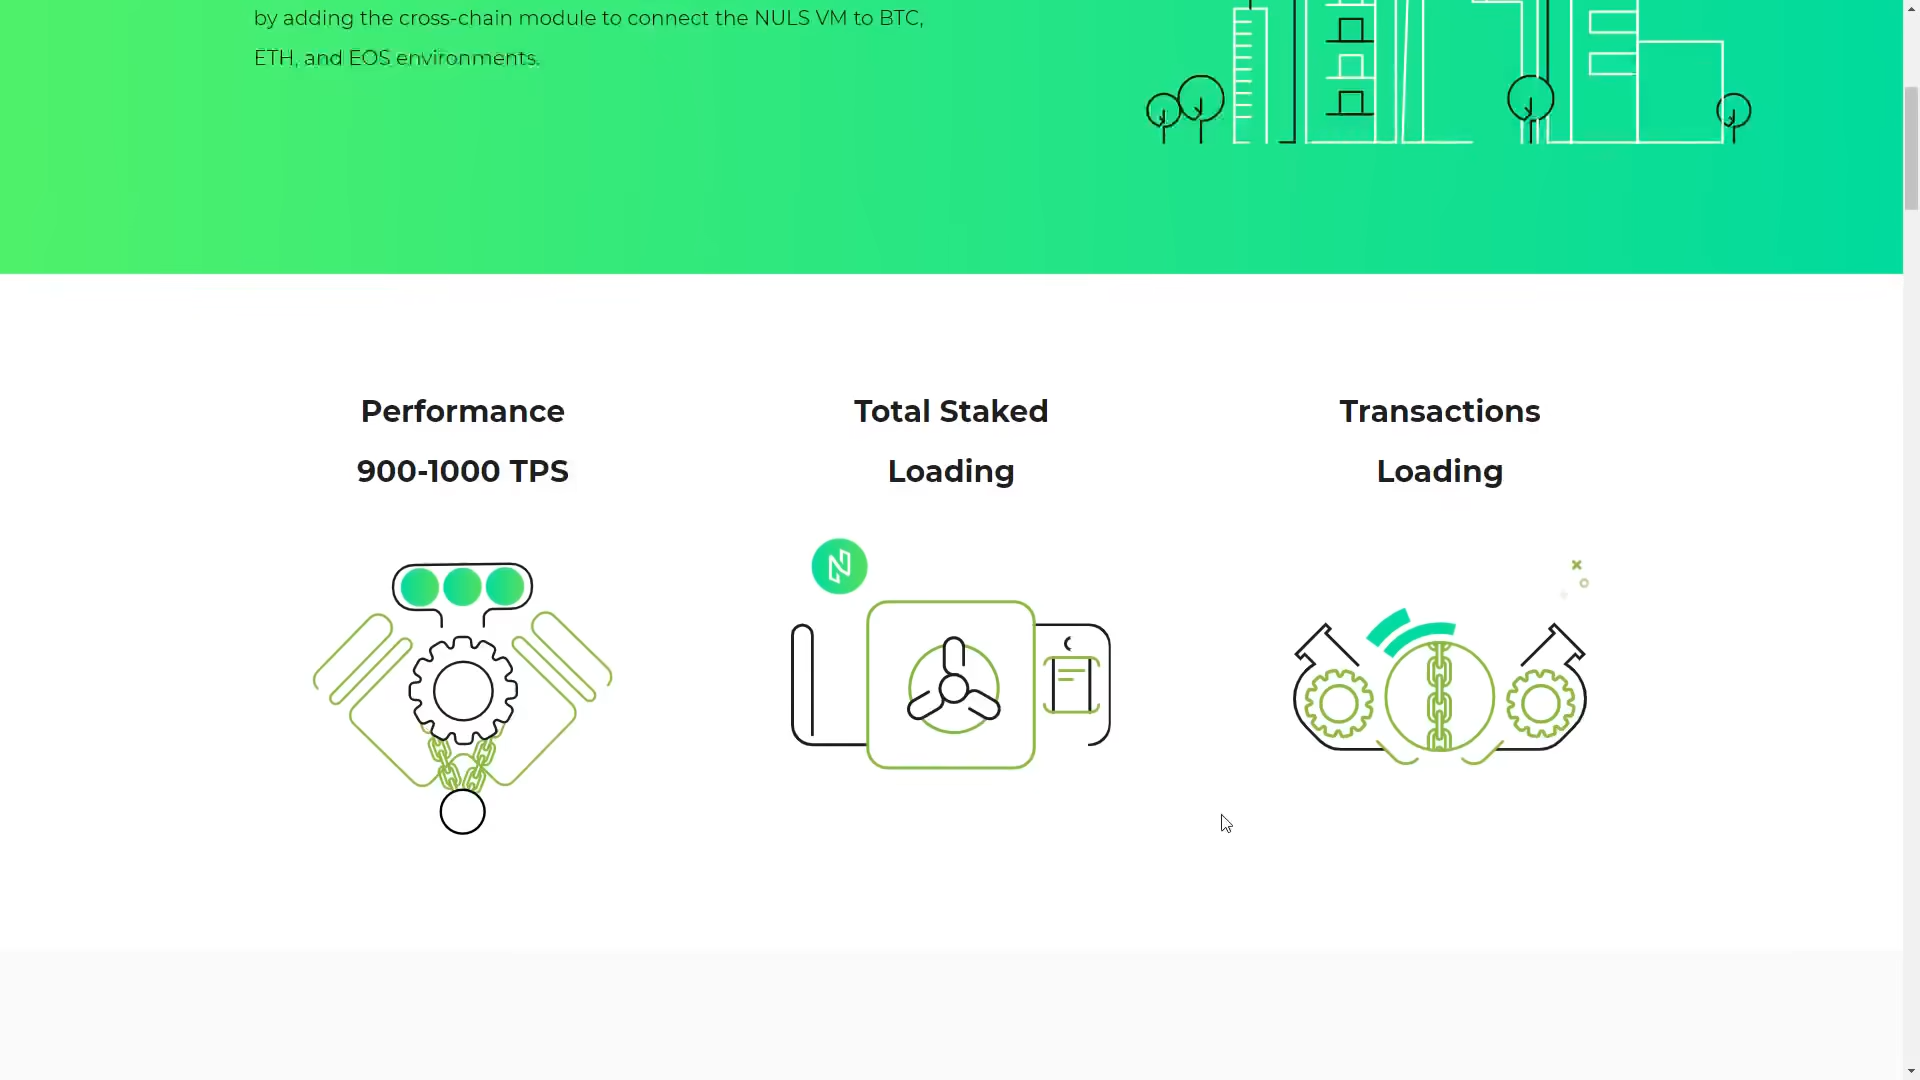 by adding the cross-chain module to connect the NULS VM to BTC,
ETH, and EOS environments.
Performance
900-1000 TPS
Total Staked
Loading
Transactions
Loading